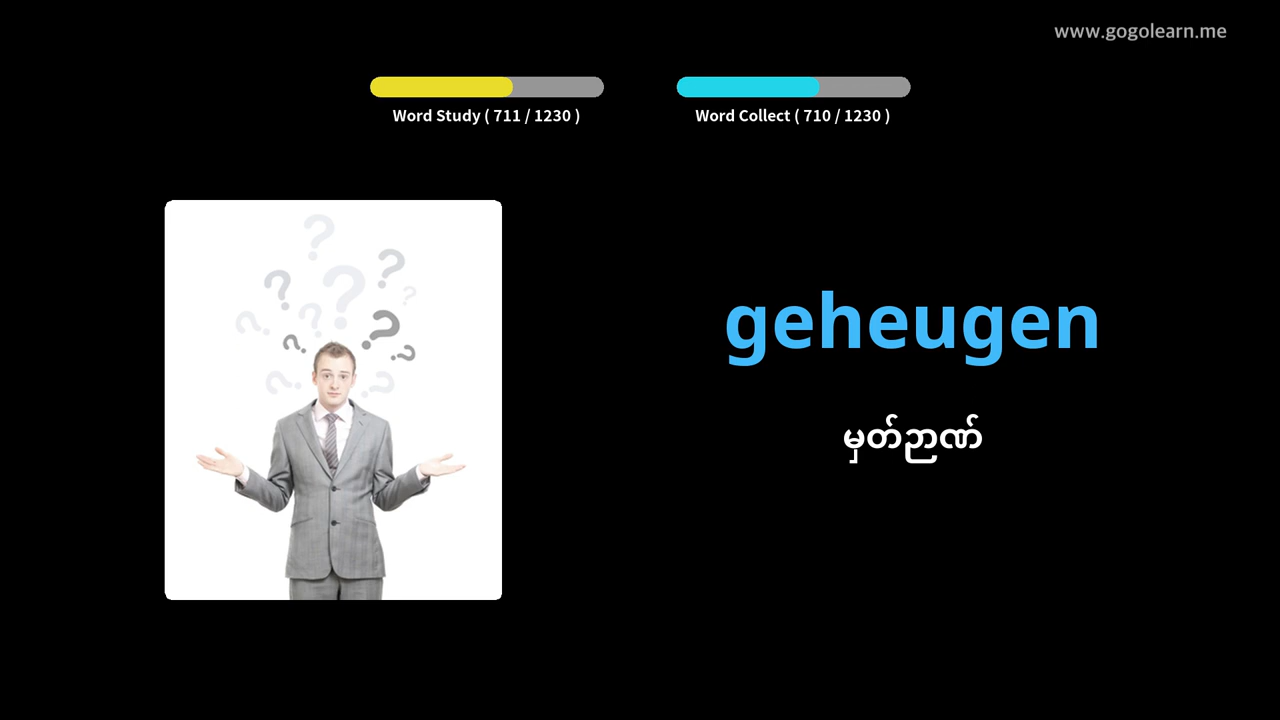 www.gogolearn.me
Word Study ( 711 / 1230 )
Word Collect ( 710 / 1230 )
geheugen
မှတ်ဉာဏ်